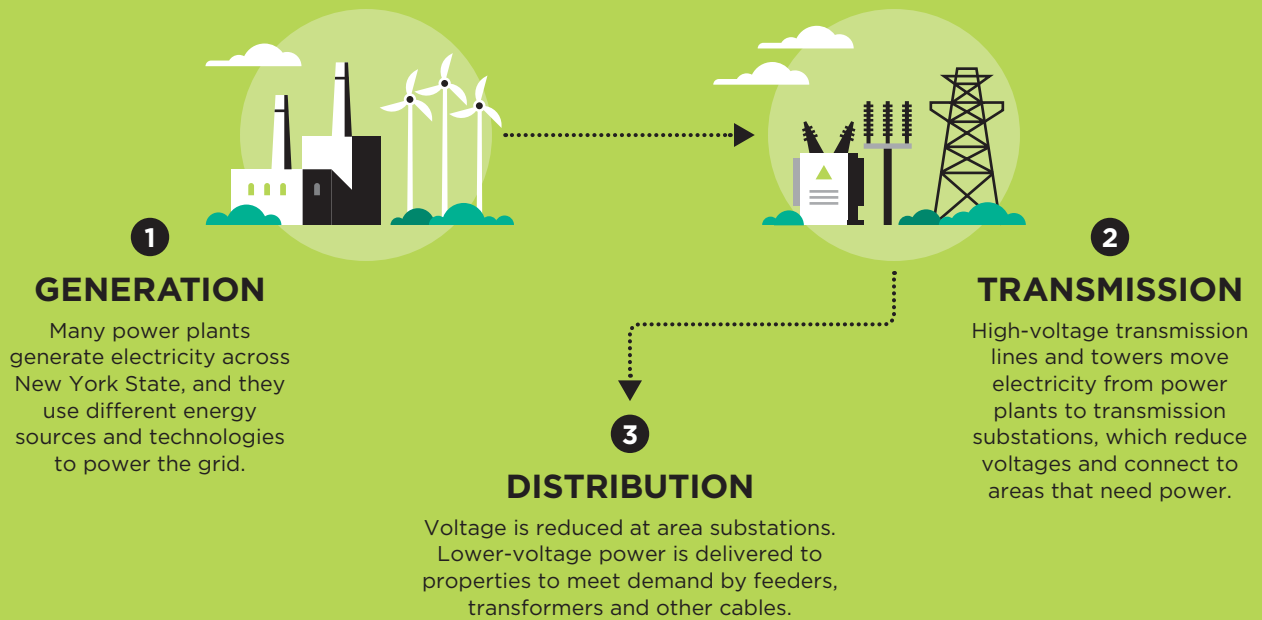 1
GENERATION
Many power plants
generate electricity across
New York State, and they
use different energy
sources and technologies
to power the grid.
2
TRANSMISSION
High-voltage transmission
lines and towers move
electricity from power
plants to transmission
substations, which reduce
voltages and connect to
areas that need power.
3
DISTRIBUTION
Voltage is reduced at area substations.
Lower-voltage power is delivered to
properties to meet demand by feeders,
transformers and other cables.